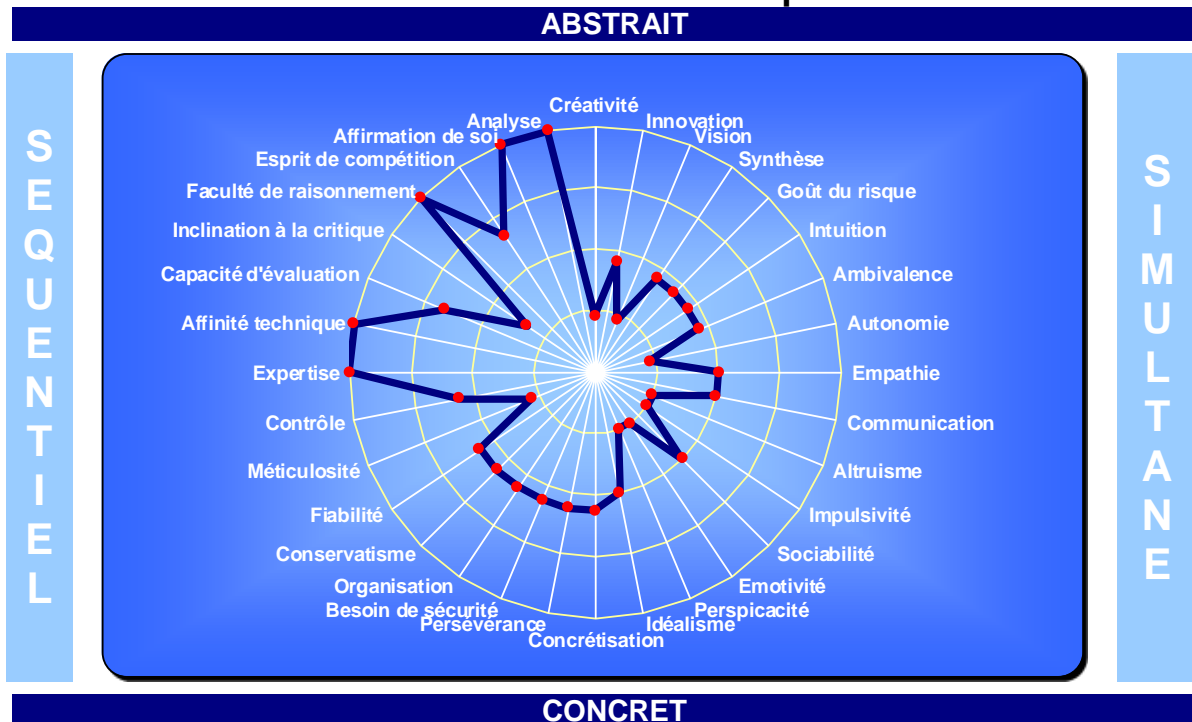 ABSTRAIT
SEQUENTIEL
Créativité
Innovation
Vision
Synthèse
Goût du risque
Intuition
Ambivalence
Autonomie
Empathie
Communication
Altruisme
Impulsivité
Sociabilité
Emotivité
Perspicacité
Idéalisme
Concrétisation
Persévérance
Besoin de sécurité
Organisation
Conservatisme
Fiabilité
Méticulosité
Contrôle
Expertise
Affinité technique
Capacité d'évaluation
Inclination à la critique
Faculté de raisonnement
Esprit de compétition
Affirmation de soi
Analyse
SIMULTANE
CONCRET